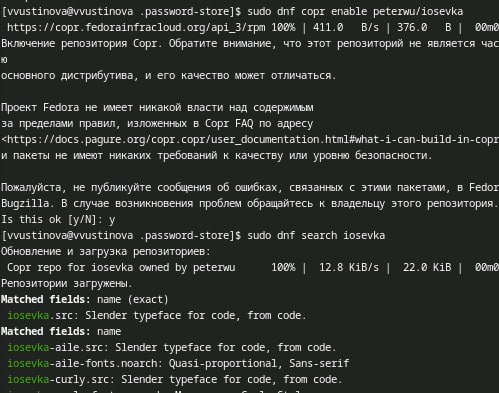 [vvustinova@vvustinova .password-store]$ sudo dnf copr enable peterwu/iosevka
https://copr.fedorainfracloud.org/api_3/rpm 100% | 411.0   B/s | 376.0   B |  00m0
Включение репозитория Copr. Обратите внимание, что этот репозиторий не является час
ю
основного дистрибутива, и его качество может отличаться.
Проект Fedora не имеет никакой власти над содержимым
за пределами правил, изложенных в Copr FAQ по адресу
<https://docs.pagure.org/copr.copr/user_documentation.html#what-i-can-build-in-copr
и пакеты не имеют никаких требований к качеству или уровню безопасности.
Пожалуйста, не публикуйте сообщения об ошибках, связанных с этими пакетами, в Fedor
Bugzilla. В случае возникновения проблем обращайтесь к владельцу этого репозитория.
Is this ok [y/N]: y
[vvustinova@vvustinova .password-store]$ sudo dnf search iosevka
Обновление и загрузка репозиториев:
Copr repo for iosevka owned by peterwu      100% |  12.8 KiB/s |  22.0 KiB |  00m0
Репозитории загружены.
Matched fields: name (exact)
iosevka.src: Slender typeface for code, from code.
Matched fields: name
iosevka-aile.src: Slender typeface for code, from code.
iosevka-aile-fonts.noarch: Quasi-proportional, Sans-serif
iosevka-curly.src: Slender typeface for code, from code.